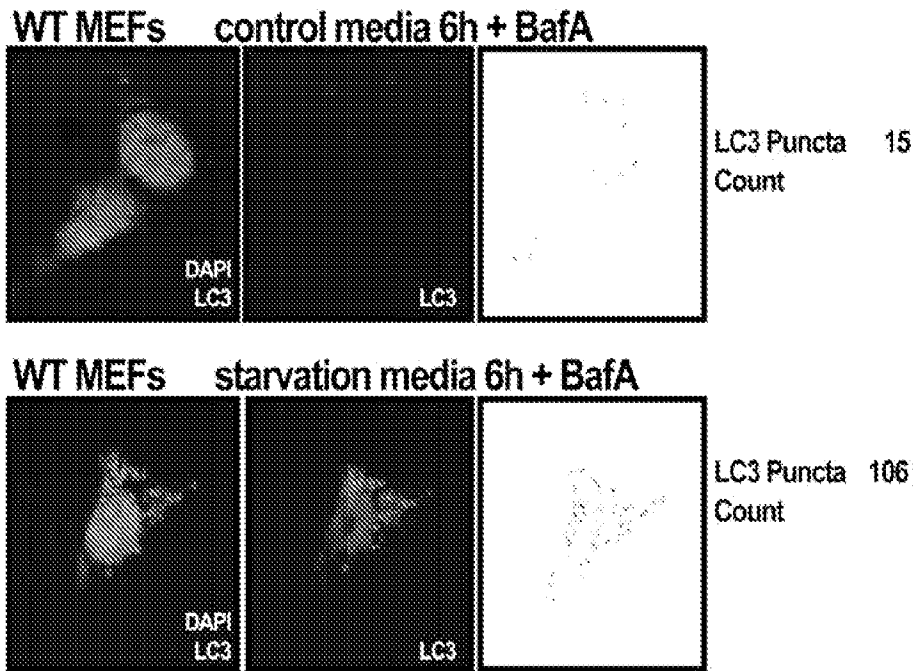 WT MEFs control media 6h + BafA
DAPI
LC3
LC3
LC3 Puncta 15
Count
WT MEFs starvation media 6h + BafA
DAPI
LC3
LC3
LC3 Puncta 106
Count